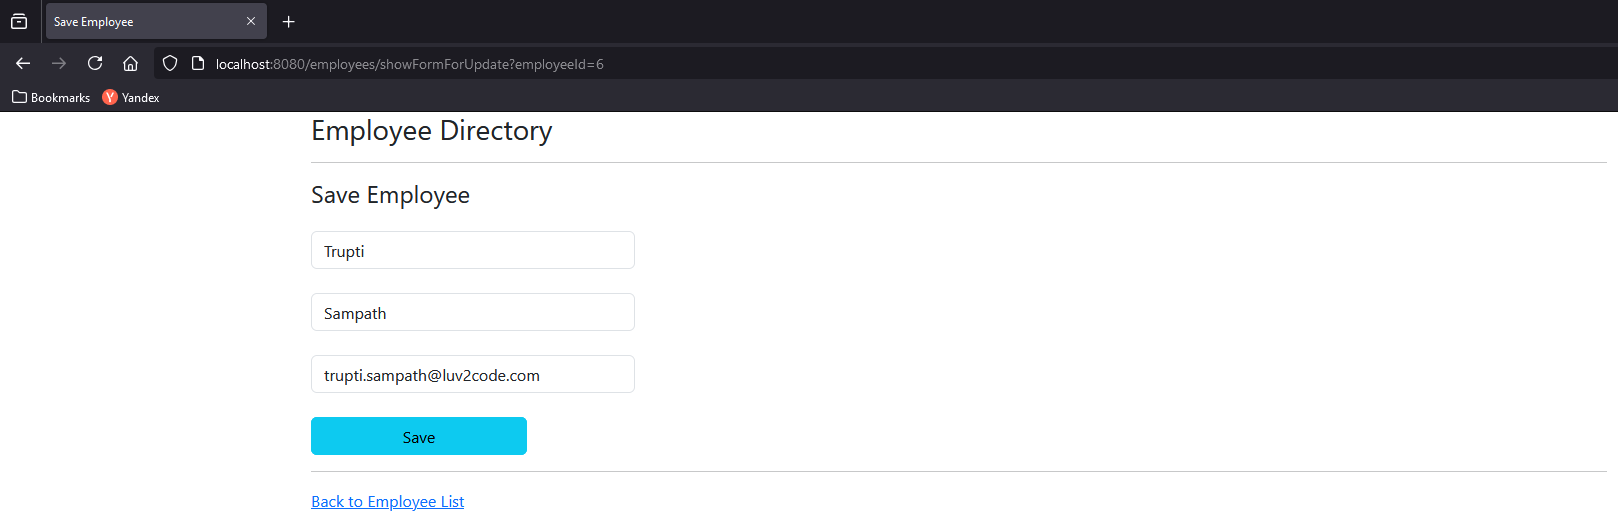 Save Employee
localhost:8080/employees/showFormForUpdate?employeeId=6
Bookmarks Y Yandex
Employee Directory
Save Employee
Trupti
Sampath
trupti.sampath@luv2code.com
Save
Back to Employee List